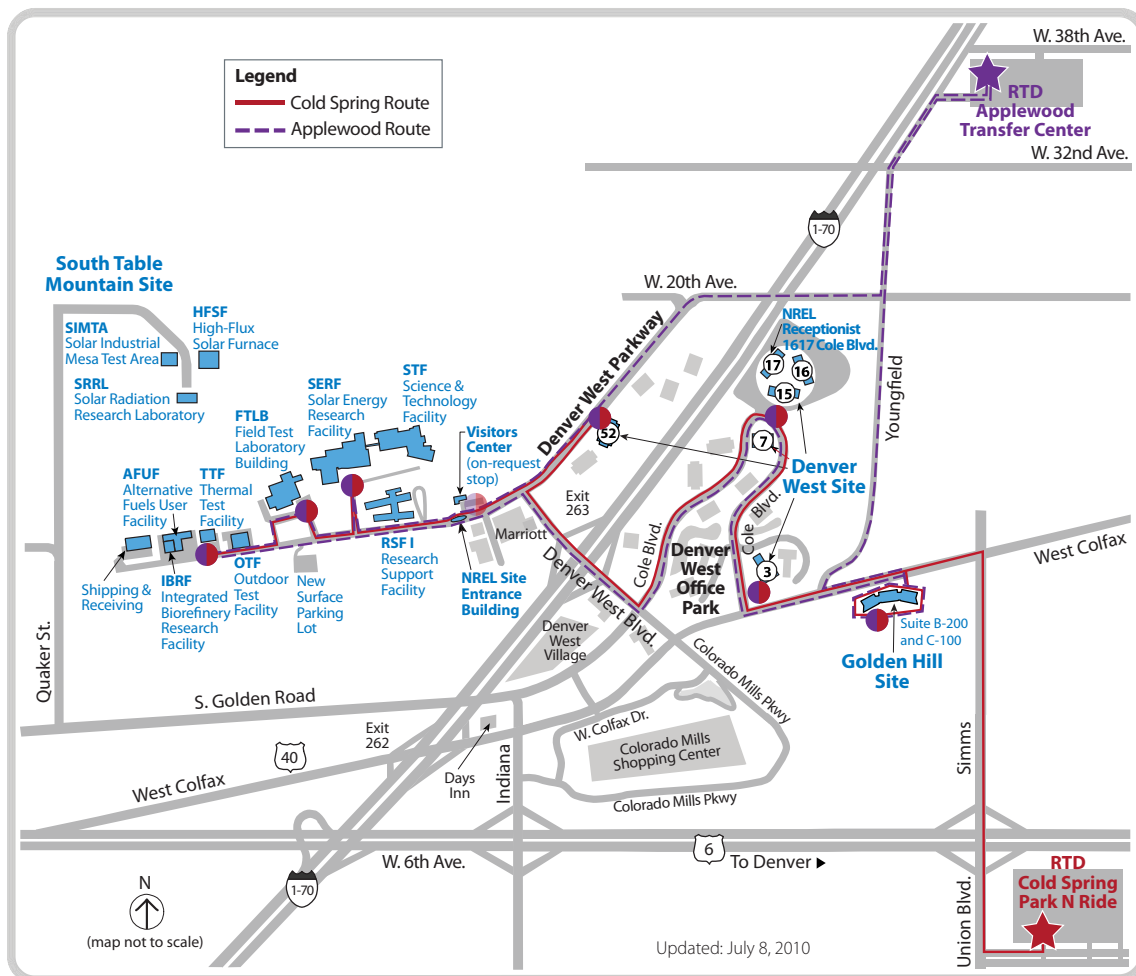 Legend
Cold Spring Route
Applewood Route
W. 38th Ave.
RTD
Applewood
Transfer Center
W. 32nd Ave.
1-70
W. 20th Ave.
South Table
Mountain Site
SIMTA
Solar Industrial
Mesa Test Area
HFSF
High-Flux
Solar Furnace
SRRL
Solar Radiation
Research Laboratory
FTLB
Field Test
Laboratory
Building
SERF
Solar Energy
Research
Facility
STF
Science &
Technology
Facility
Visitors
Center
(on-request
stop)
Denver West Parkway
NREL
Receptionist
1617 Cole Blvd.
17
16
15
52
7
3
Denver
West Site
Youngfield
AFUF
Alternative
Fuels User
Facility
TTF
Thermal
Test
Facility
Shipping &
Receiving
IBRF
Integrated
Biorefinery
Research
Facility
OTF
Outdoor
Test
Facility
New
Surface
Parking
Lot
RSF I
Research
Support
Facility
NREL Site
Entrance
Building
Marriott
Exit
263
Denver West Blvd.
Cole Blvd.
Cole Blvd.
Denver
West
Office
Park
West Colfax
Suite B-200
and C-100
Golden Hill
Site
Denver
West
Village
Quaker St.
S. Golden Road
Colorado Mills Pkwy
W. Colfax Dr.
Colorado Mills
Shopping Center
Colorado Mills Pkwy
Exit
262
40
West Colfax
Days
Inn
Indiana
Simms
W. 6th Ave.
6
To Denver
1-70
N
(map not to scale)
Union Blvd.
RTD
Cold Spring
Park N Ride
Updated: July 8, 2010